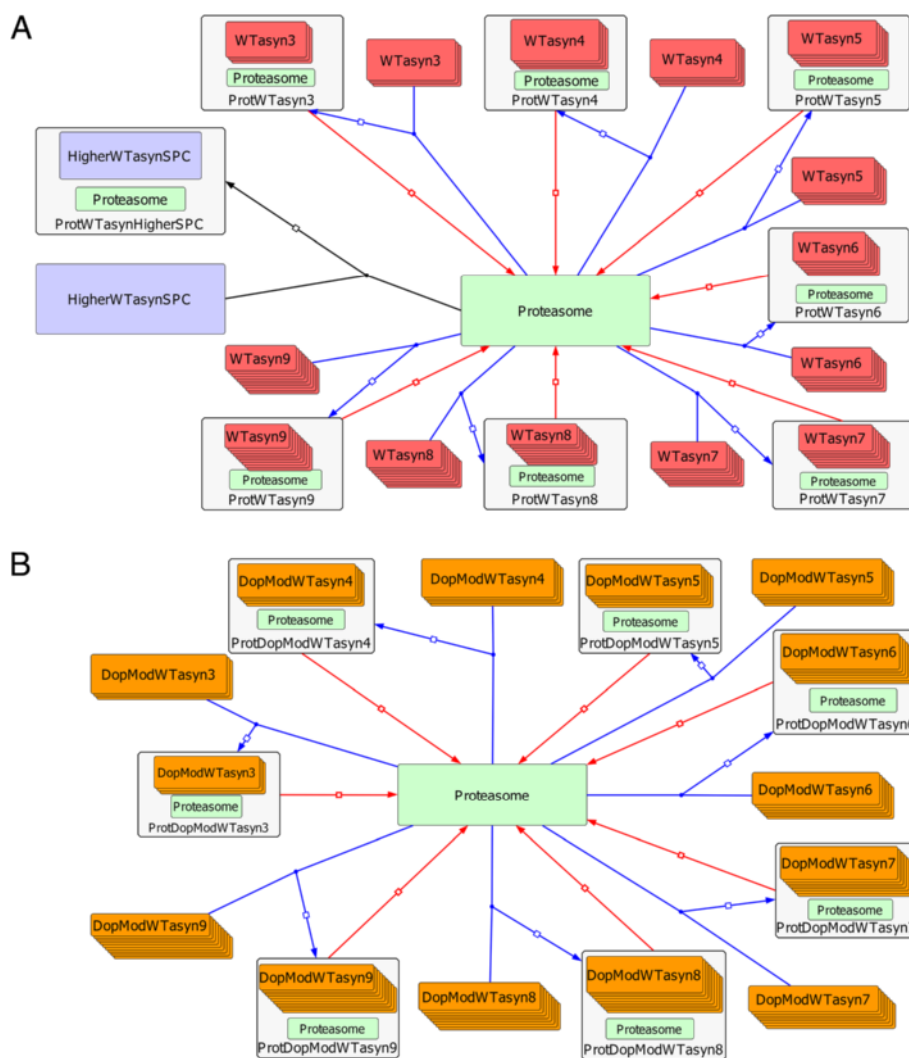 A
WTasyn3
Proteasome
ProtWTasyn3
WTasyn3
WTasyn4
Proteasome
ProtWTasyn4
WTasyn4
WTasyn5
Proteasome
ProtWTasyn5
HigherWTasynSPC
Proteasome
ProtWTasynHigherSPC
WTasyn5
WTasyn6
Proteasome
ProtWTasyn6
HigherWTasynSPC
Proteasome
WTasyn9
WTasyn6
WTasyn9
Proteasome
ProtWTasyn9
WTasyn8
WTasyn8
Proteasome
ProtWTasyn8
WTasyn7
WTasyn7
Proteasome
ProtWTasyn7
B
DopModWTasyn4
Proteasome
ProtDopModWTasyn4
DopModWTasyn4
DopModWTasyn5
Proteasome
ProtDopModWTasyn5
DopModWTasyn5
DopModWTasyn3
DopModWTasyn6
Proteasome
ProtDopModWTasyn6
DopModWTasyn3
Proteasome
ProtDopModWTasyn3
Proteasome
DopModWTasyn6
DopModWTasyn7
Proteasome
ProtDopModWTasyn7
DopModWTasyn9
DopModWTasyn9
Proteasome
ProtDopModWTasyn9
DopModWTasyn8
DopModWTasyn8
Proteasome
ProtDopModWTasyn8
DopModWTasyn7